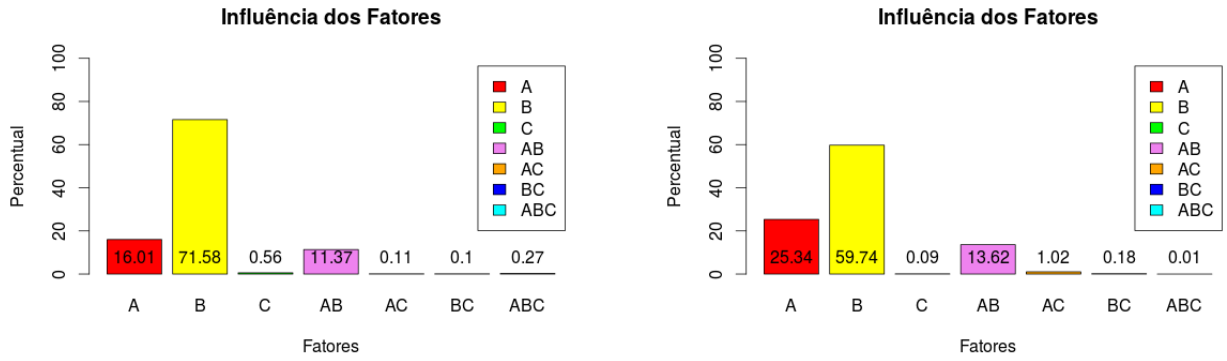 Influência dos Fatores
Percentual
100
80
60
40
20
0
A
B
C
AB
AC
BC
ABC
16.01
71.58
0.56
11.37
0.11
0.1
0.27
A
B
C
AB
AC
BC
ABC
Fatores
Influência dos Fatores
Percentual
100
80
60
40
20
0
A
B
C
AB
AC
BC
ABC
25.34
59.74
0.09
13.62
1.02
0.18
0.01
A
B
C
AB
AC
BC
ABC
Fatores